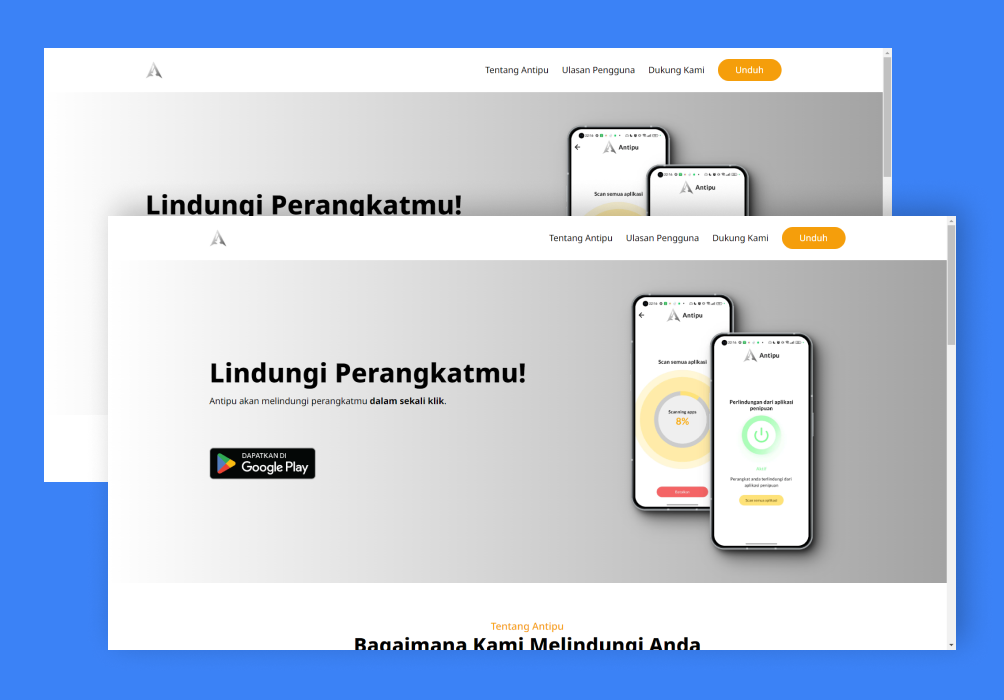 Tentang Antipu Ulasan Pengguna Dukung Kami Unduh
Lindungi Perangkatmu!
Antipu
Scan semua aplikasi
Antipu
Tentang Antipu Ulasan Pengguna Dukung Kami Unduh
Lindungi Perangkatmu!
Antipu akan melindungi perangkatmu dalam sekali klik.
DAPATKAN DI
Google Play
Antipu
Scan semua aplikasi
Scanning apps
8%
Antipu
Perlindungan dari aplikasi
penipuan
Aktif
Perangkat anda terlindungi dari
aplikasi penipuan
Scan semua aplikasi
Tentang Antipu
Bagaimana Kami Melindungi Anda